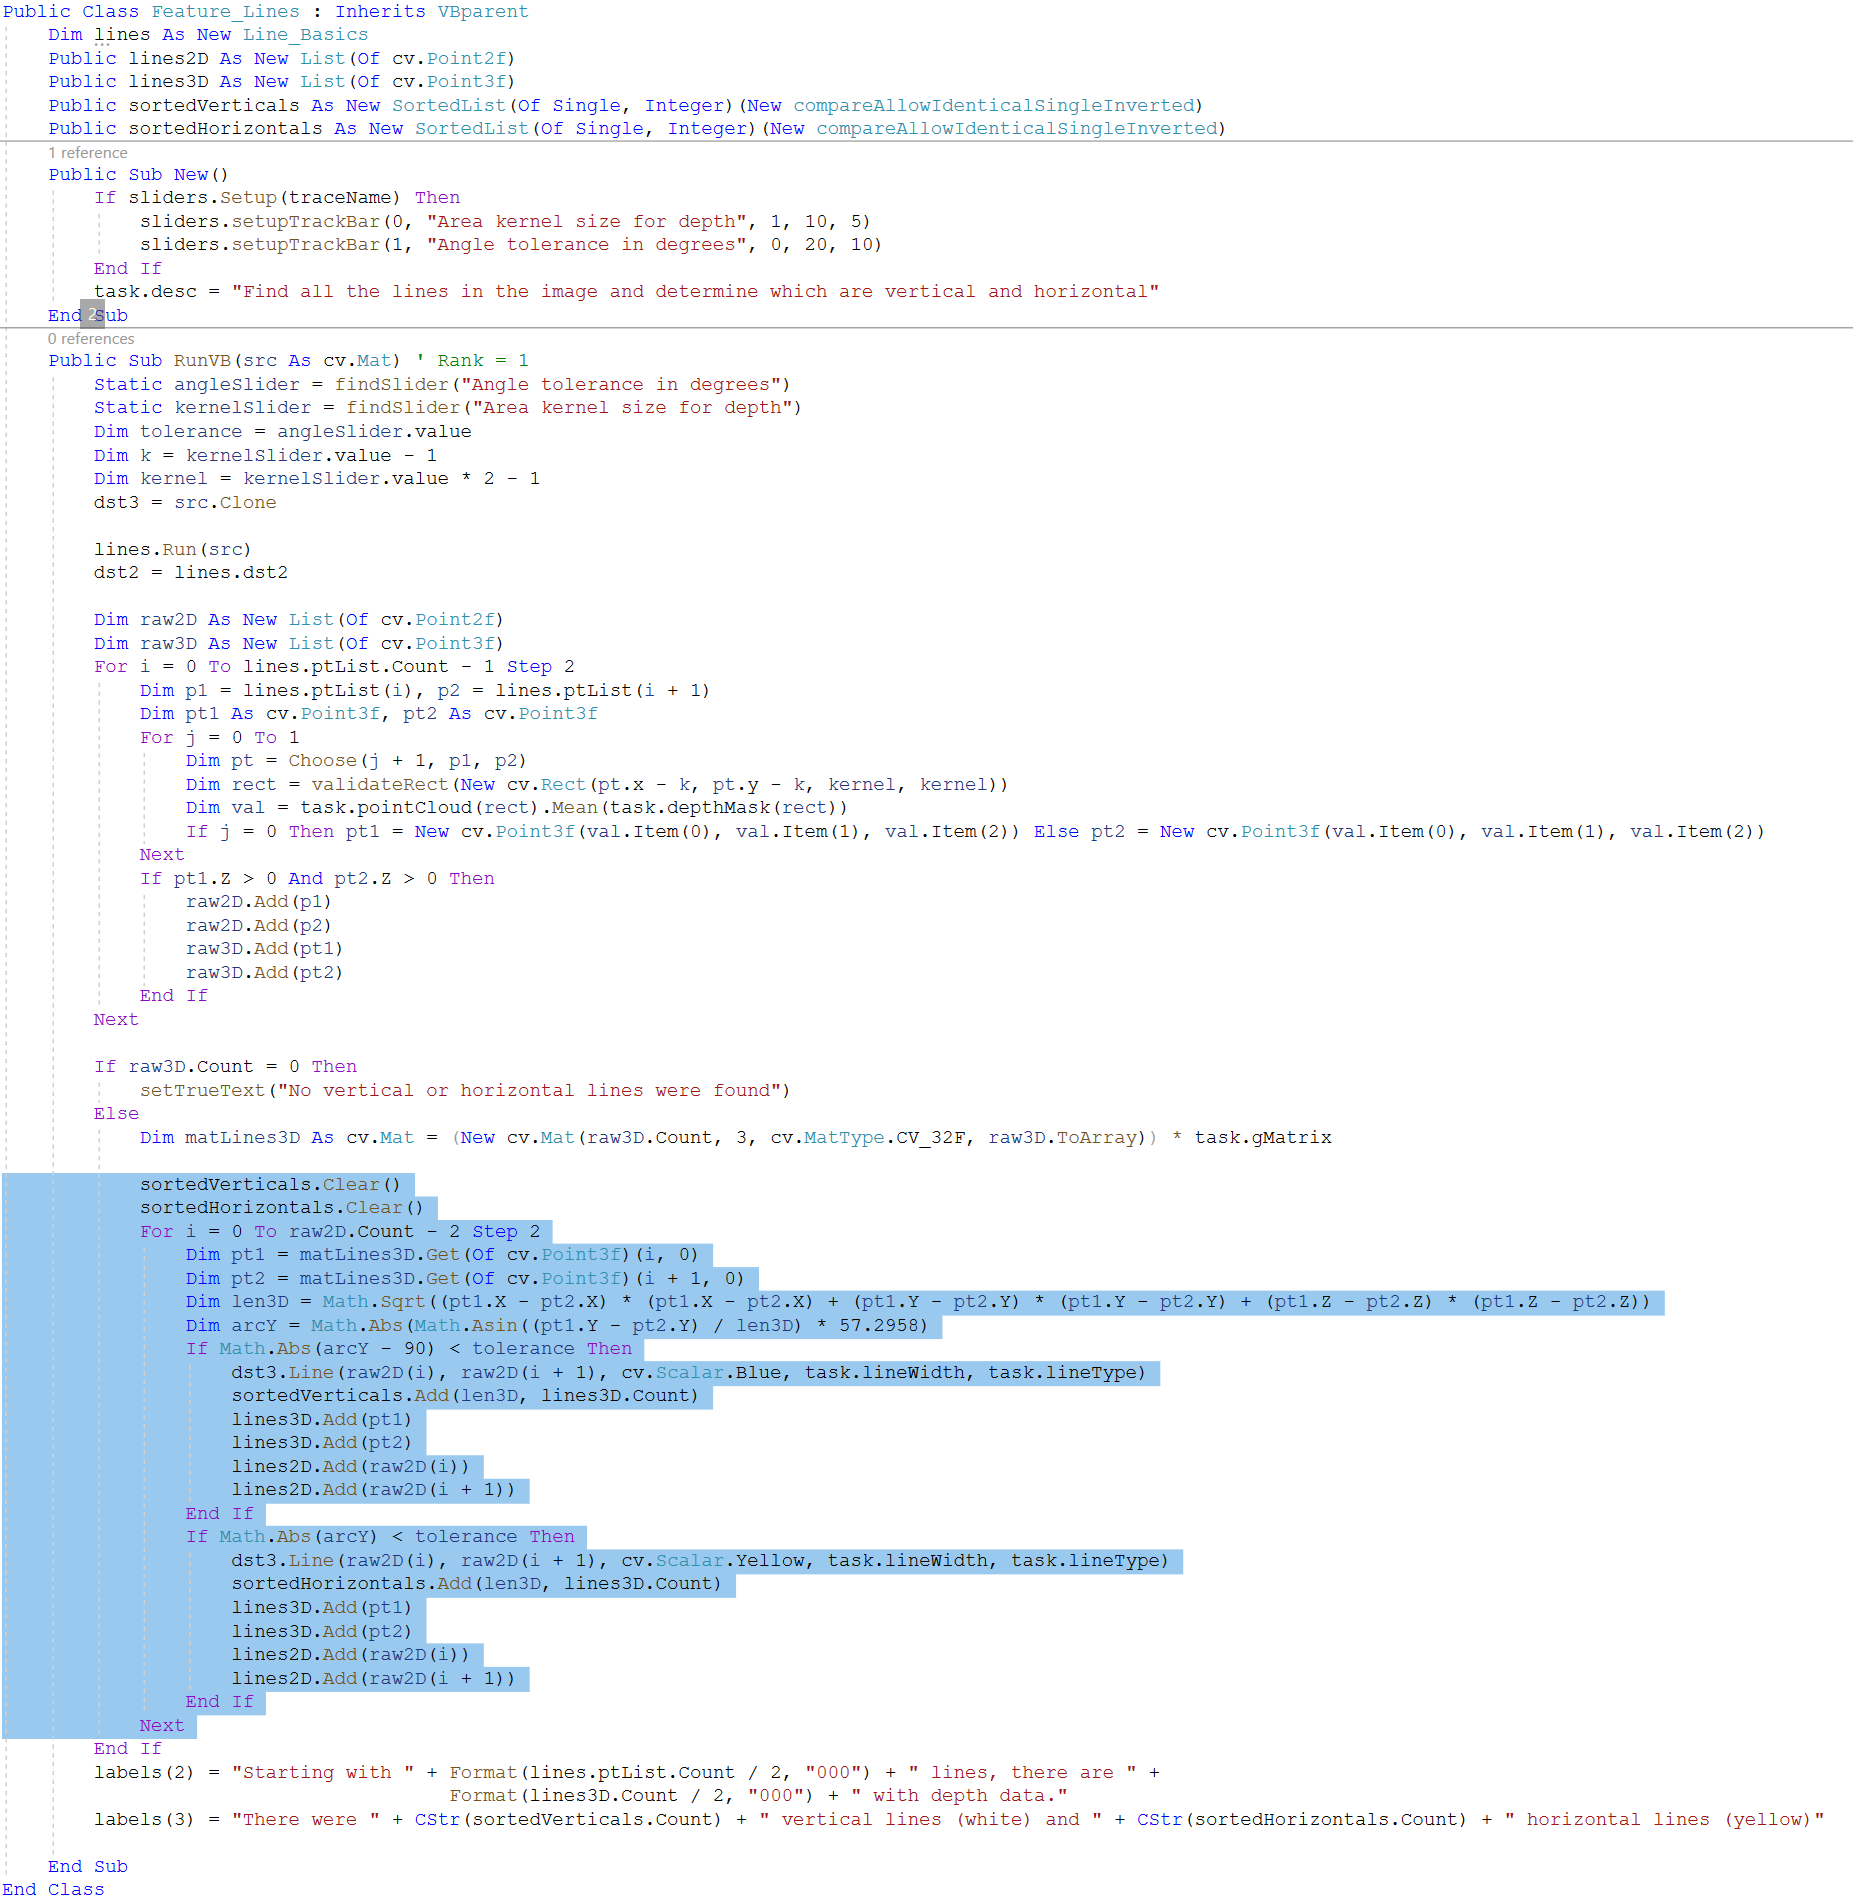 Public Class Feature_Lines : Inherits VBparent
    Dim lines As New Line_Basics
    Public lines2D As New List(Of cv.Point2f)
    Public lines3D As New List(Of cv.Point3f)
    Public sortedVerticals As New SortedList(Of Single, Integer)(New compareAllowIdenticalSingleInverted)
    Public sortedHorizontals As New SortedList(Of Single, Integer)(New compareAllowIdenticalSingleInverted)
    1 reference
    Public Sub New()
        If sliders.Setup(traceName) Then
            sliders.setupTrackBar(0, "Area kernel size for depth", 1, 10, 5)
            sliders.setupTrackBar(1, "Angle tolerance in degrees", 0, 20, 10)
        End If
        task.desc = "Find all the lines in the image and determine which are vertical and horizontal"
    End 2Sub
    0 references
    Public Sub RunVB(src As cv.Mat) ' Rank = 1
        Static angleSlider = findSlider("Angle tolerance in degrees")
        Static kernelSlider = findSlider("Area kernel size for depth")
        Dim tolerance = angleSlider.value
        Dim k = kernelSlider.value - 1
        Dim kernel = kernelSlider.value * 2 - 1
        dst3 = src.Clone

        lines.Run(src)
        dst2 = lines.dst2

        Dim raw2D As New List(Of cv.Point2f)
        Dim raw3D As New List(Of cv.Point3f)
        For i = 0 To lines.ptList.Count - 1 Step 2
            Dim p1 = lines.ptList(i), p2 = lines.ptList(i + 1)
            Dim pt1 As cv.Point3f, pt2 As cv.Point3f
            For j = 0 To 1
                Dim pt = Choose(j + 1, p1, p2)
                Dim rect = validateRect(New cv.Rect(pt.x - k, pt.y - k, kernel, kernel))
                Dim val = task.pointCloud(rect).Mean(task.depthMask(rect))
                If j = 0 Then pt1 = New cv.Point3f(val.Item(0), val.Item(1), val.Item(2)) Else pt2 = New cv.Point3f(val.Item(0), val.Item(1), val.Item(2))
            Next
            If pt1.Z > 0 And pt2.Z > 0 Then
                raw2D.Add(p1)
                raw2D.Add(p2)
                raw3D.Add(pt1)
                raw3D.Add(pt2)
            End If
        Next

        If raw3D.Count = 0 Then
            setTrueText("No vertical or horizontal lines were found")
        Else
            Dim matLines3D As cv.Mat = (New cv.Mat(raw3D.Count, 3, cv.MatType.CV_32F, raw3D.ToArray)) * task.gMatrix

            sortedVerticals.Clear()
            sortedHorizontals.Clear()
            For i = 0 To raw2D.Count - 2 Step 2
                Dim pt1 = matLines3D.Get(Of cv.Point3f)(i, 0)
                Dim pt2 = matLines3D.Get(Of cv.Point3f)(i + 1, 0)
                Dim len3D = Math.Sqrt((pt1.X - pt2.X) * (pt1.X - pt2.X) + (pt1.Y - pt2.Y) * (pt1.Y - pt2.Y) + (pt1.Z - pt2.Z) * (pt1.Z - pt2.Z))
                Dim arcY = Math.Abs(Math.Asin((pt1.Y - pt2.Y) / len3D) * 57.2958)
                If Math.Abs(arcY - 90) < tolerance Then
                    dst3.Line(raw2D(i), raw2D(i + 1), cv.Scalar.Blue, task.lineWidth, task.lineType)
                    sortedVerticals.Add(len3D, lines3D.Count)
                    lines3D.Add(pt1)
                    lines3D.Add(pt2)
                    lines2D.Add(raw2D(i))
                    lines2D.Add(raw2D(i + 1))
                End If
                If Math.Abs(arcY) < tolerance Then
                    dst3.Line(raw2D(i), raw2D(i + 1), cv.Scalar.Yellow, task.lineWidth, task.lineType)
                    sortedHorizontals.Add(len3D, lines3D.Count)
                    lines3D.Add(pt1)
                    lines3D.Add(pt2)
                    lines2D.Add(raw2D(i))
                    lines2D.Add(raw2D(i + 1))
                End If
            Next
        End If
        labels(2) = "Starting with " + Format(lines.ptList.Count / 2, "000") + " lines, there are " +
                                       Format(lines3D.Count / 2, "000") + " with depth data."
        labels(3) = "There were " + CStr(sortedVerticals.Count) + " vertical lines (white) and " + CStr(sortedHorizontals.Count) + " horizontal lines (yellow)"

    End Sub
End Class